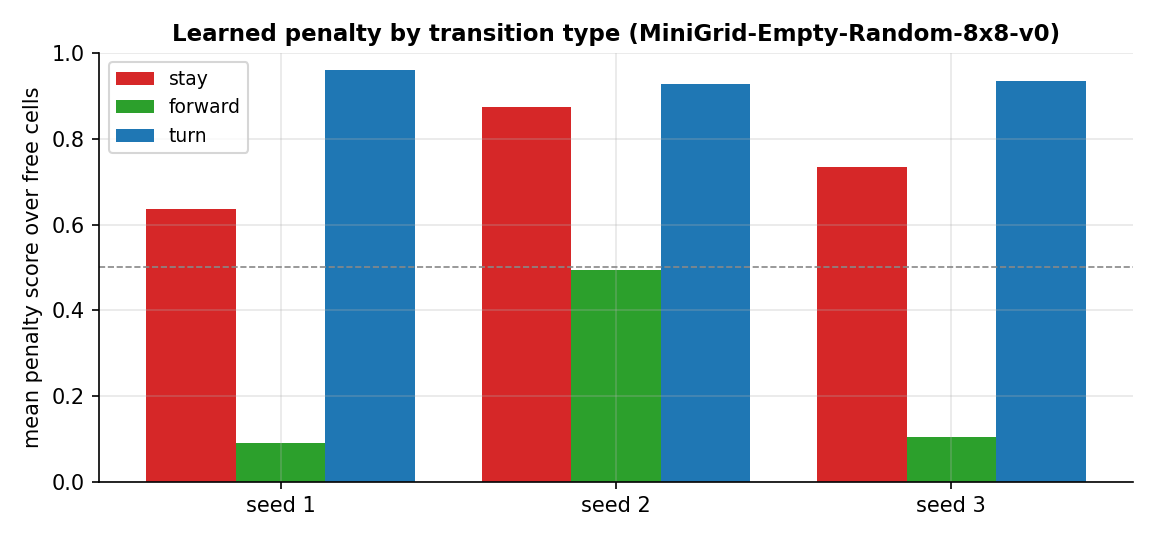 Learned penalty by transition type (MiniGrid-Empty-Random-8x8-v0)
mean penalty score over free cells
1.0
0.8
0.6
0.4
0.2
0.0
stay
forward
turn
seed 1
seed 2
seed 3